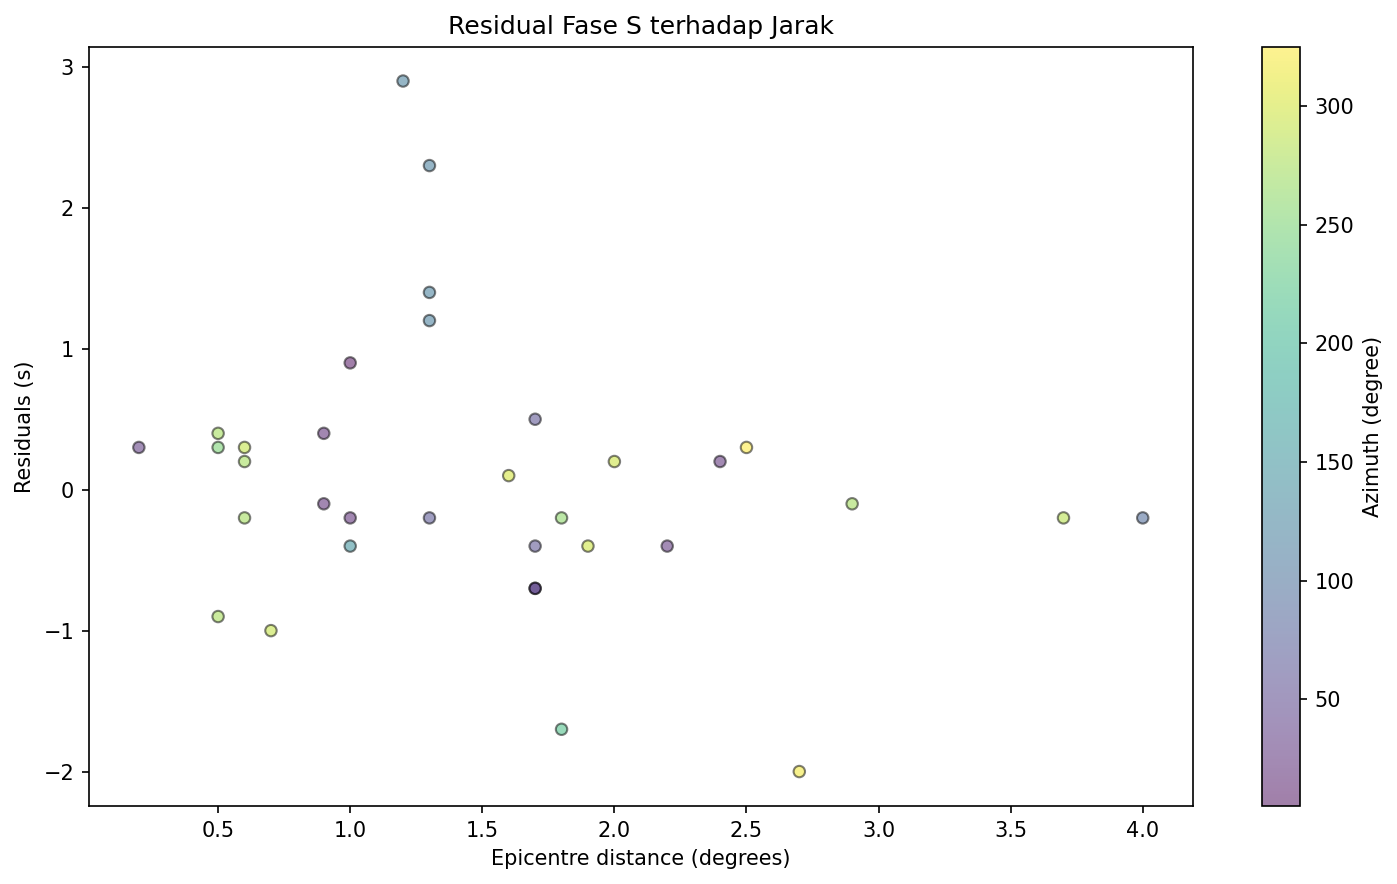 Residual Fase S terhadap Jarak
3
2
1
0
−1
−2
Residuals (s)
0.5 1.0 1.5 2.0 2.5 3.0 3.5 4.0
Epicentre distance (degrees)
300
250
200
150
100
50
Azimuth (degree)